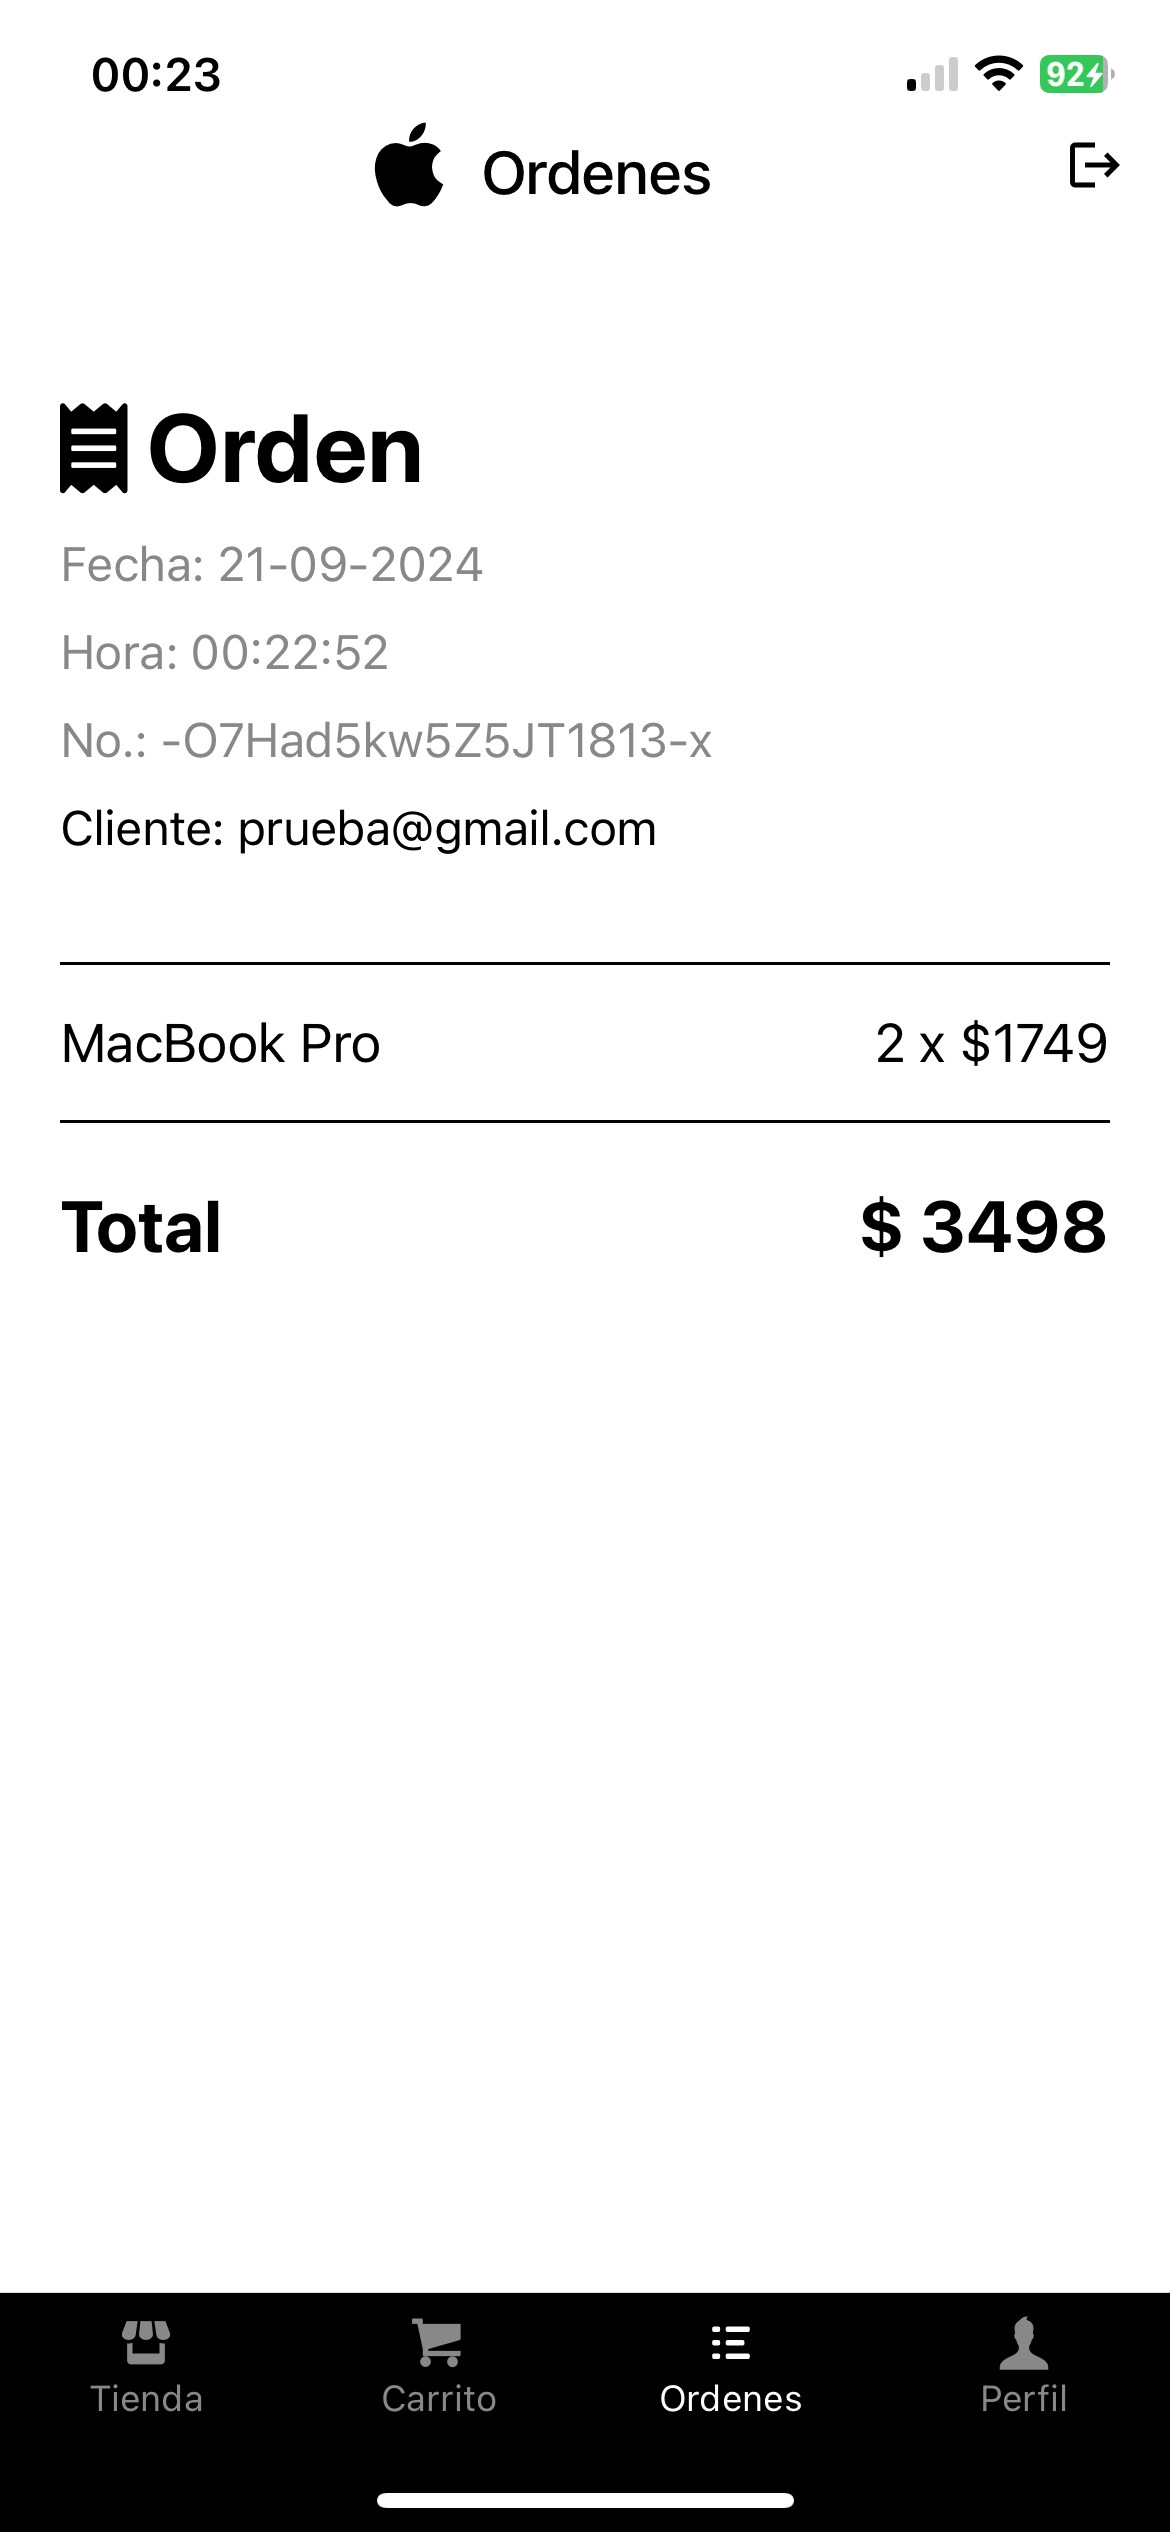 00:23
92
Ordenes
Orden
Fecha: 21-09-2024
Hora: 00:22:52
No.: -O7Had5kw5Z5JT1813-x
Cliente: prueba@gmail.com
MacBook Pro 2 x $1749
Total $ 3498
Tienda Carrito Ordenes Perfil